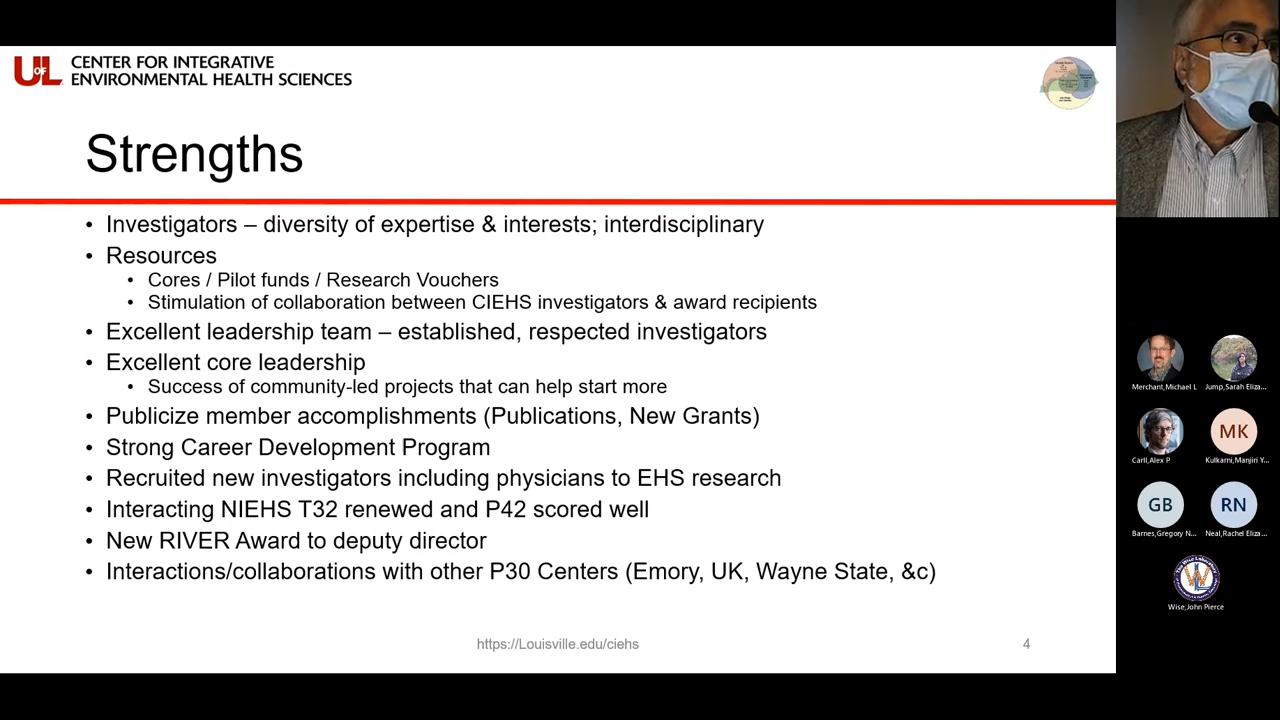 UofL CENTER FOR INTEGRATIVE
ENVIRONMENTAL HEALTH SCIENCES
Strengths
• Investigators – diversity of expertise & interests; interdisciplinary
• Resources
• Cores / Pilot funds / Research Vouchers
• Stimulation of collaboration between CIEHS investigators & award recipients
• Excellent leadership team – established, respected investigators
• Excellent core leadership
• Success of community-led projects that can help start more
• Publicize member accomplishments (Publications, New Grants)
• Strong Career Development Program
• Recruited new investigators including physicians to EHS research
• Interacting NIEHS T32 renewed and P42 scored well
• New RIVER Award to deputy director
• Interactions/collaborations with other P30 Centers (Emory, UK, Wayne State, &c)
https://Louisville.edu/ciehs
4
Merchant,Michael L
Jump,Sarah Eliza...
Carll,Alex P
MK
Kulkarni,Manjiri Y...
GB
Barnes,Gregory N...
RN
Neal,Rachel Eliza...
Wise,John Pierce